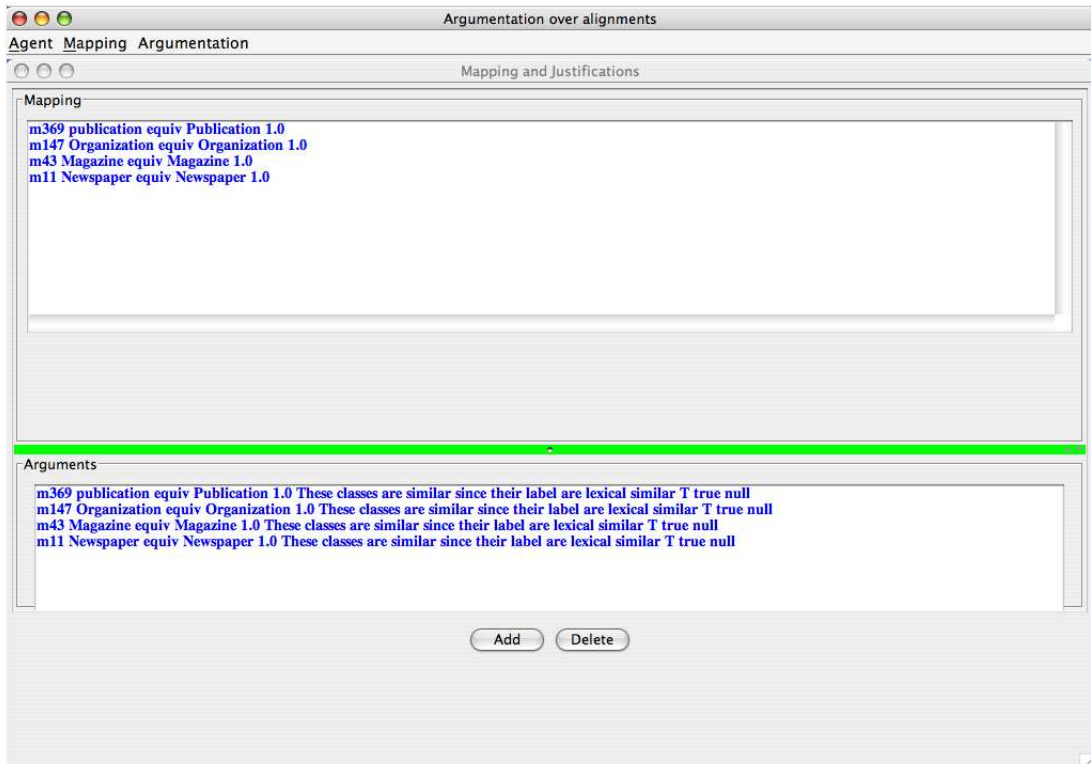 Argumentation over alignments
Agent Mapping Argumentation
Mapping and Justifications
Mapping
m369 publication equiv Publication 1.0
m147 Organization equiv Organization 1.0
m43 Magazine equiv Magazine 1.0
m11 Newspaper equiv Newspaper 1.0
Arguments
m369 publication equiv Publication 1.0 These classes are similar since their label are lexical similar T true null
m147 Organization equiv Organization 1.0 These classes are similar since their label are lexical similar T true null
m43 Magazine equiv Magazine 1.0 These classes are similar since their label are lexical similar T true null
m11 Newspaper equiv Newspaper 1.0 These classes are similar since their label are lexical similar T true null
Add Delete